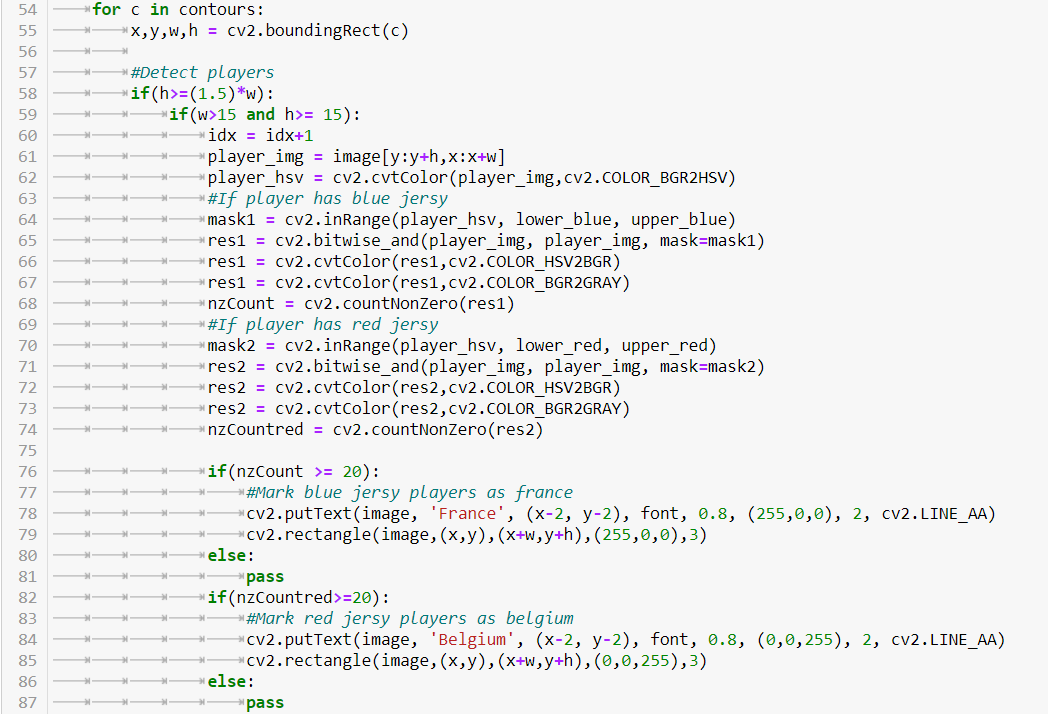 54 for c in contours:
55 x,y,w,h = cv2.boundingRect(c)
56
57 #Detect players
58 if(h>=(1.5)*w):
59 if(w>15 and h>= 15):
60 idx = idx+1
61 player_img = image[y:y+h,x:x+w]
62 player_hsv = cv2.cvtColor(player_img,cv2.COLOR_BGR2HSV)
63 #If player has blue jersy
64 mask1 = cv2.inRange(player_hsv, lower_blue, upper_blue)
65 res1 = cv2.bitwise_and(player_img, player_img, mask=mask1)
66 res1 = cv2.cvtColor(res1,cv2.COLOR_HSV2BGR)
67 res1 = cv2.cvtColor(res1,cv2.COLOR_BGR2GRAY)
68 nzCount = cv2.countNonZero(res1)
69 #If player has red jersy
70 mask2 = cv2.inRange(player_hsv, lower_red, upper_red)
71 res2 = cv2.bitwise_and(player_img, player_img, mask=mask2)
72 res2 = cv2.cvtColor(res2,cv2.COLOR_HSV2BGR)
73 res2 = cv2.cvtColor(res2,cv2.COLOR_BGR2GRAY)
74 nzCountred = cv2.countNonZero(res2)
75
76 if(nzCount >= 20):
77 #Mark blue jersy players as france
78 cv2.putText(image, 'France', (x-2, y-2), font, 0.8, (255,0,0), 2, cv2.LINE_AA)
79 cv2.rectangle(image,(x,y),(x+w,y+h),(255,0,0),3)
80 else:
81 pass
82 if(nzCountred>=20):
83 #Mark red jersy players as belgium
84 cv2.putText(image, 'Belgium', (x-2, y-2), font, 0.8, (0,0,255), 2, cv2.LINE_AA)
85 cv2.rectangle(image,(x,y),(x+w,y+h),(0,0,255),3)
86 else:
87 pass